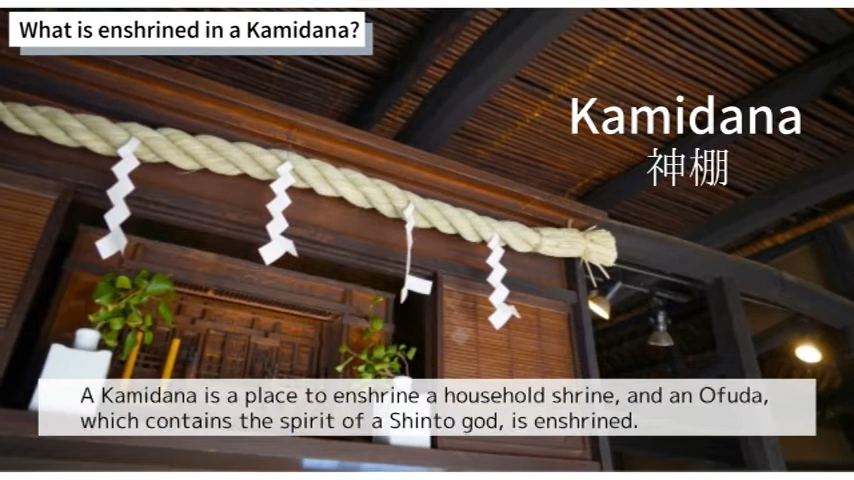 What is enshrined in a Kamidana?
Kamidana
神棚
A Kamidana is a place to enshrine a household shrine, and an Ofuda,
which contains the spirit of a Shinto god, is enshrined.